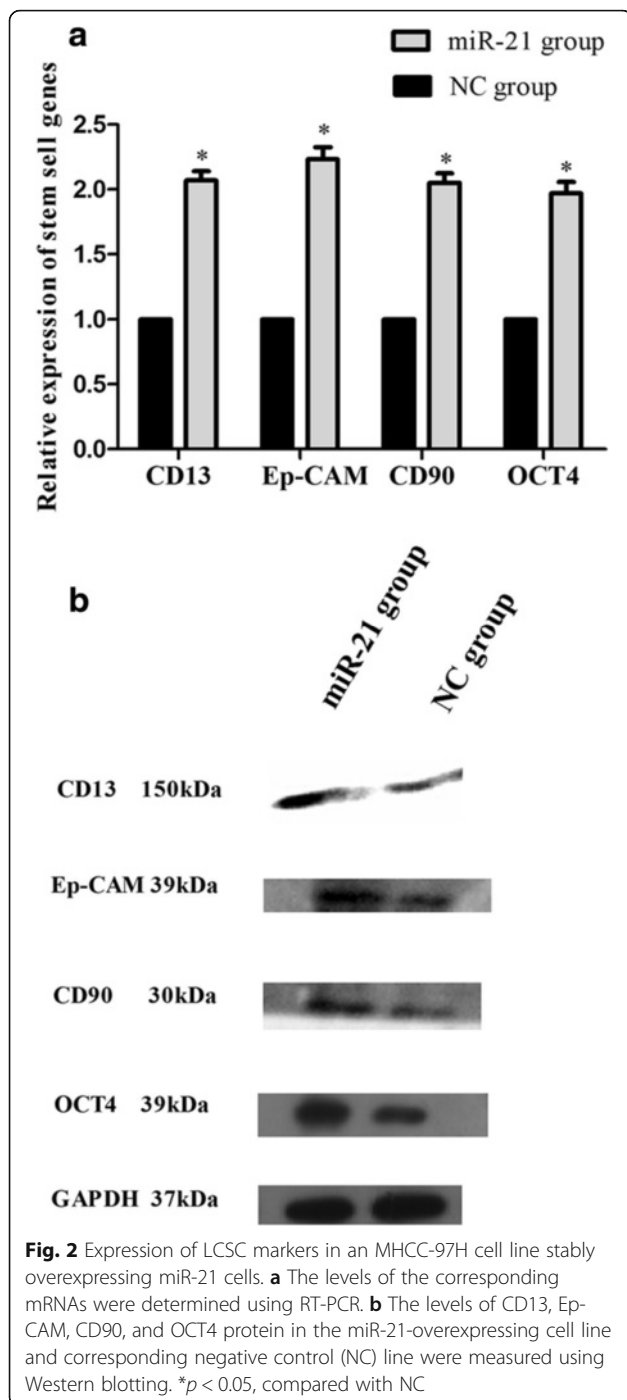 a
miR-21 group
NC group
Relative expression of stem sell genes
2.5
2.0
1.5
1.0
0.5
0.0
* * * *
CD13 Ep-CAM CD90 OCT4
b
miR-21 group
NC group
CD13 150kDa
Ep-CAM 39kDa
CD90 30kDa
OCT4 39kDa
GAPDH 37kDa
Fig. 2 Expression of LCSC markers in an MHCC-97H cell line stably
overexpressing miR-21 cells. a The levels of the corresponding
mRNAs were determined using RT-PCR. b The levels of CD13, Ep-
CAM, CD90, and OCT4 protein in the miR-21-overexpressing cell line
and corresponding negative control (NC) line were measured using
Western blotting. *p < 0.05, compared with NC